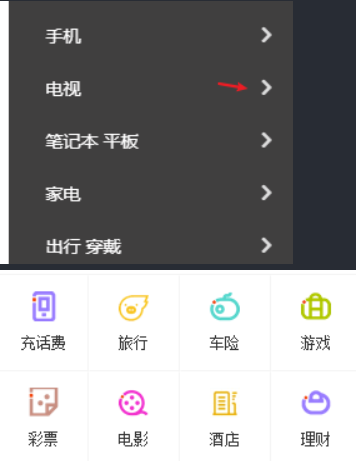 手机
电视
笔记本 平板
家电
出行 穿戴
充话费 旅行 车险 游戏
彩票 电影 酒店 理财